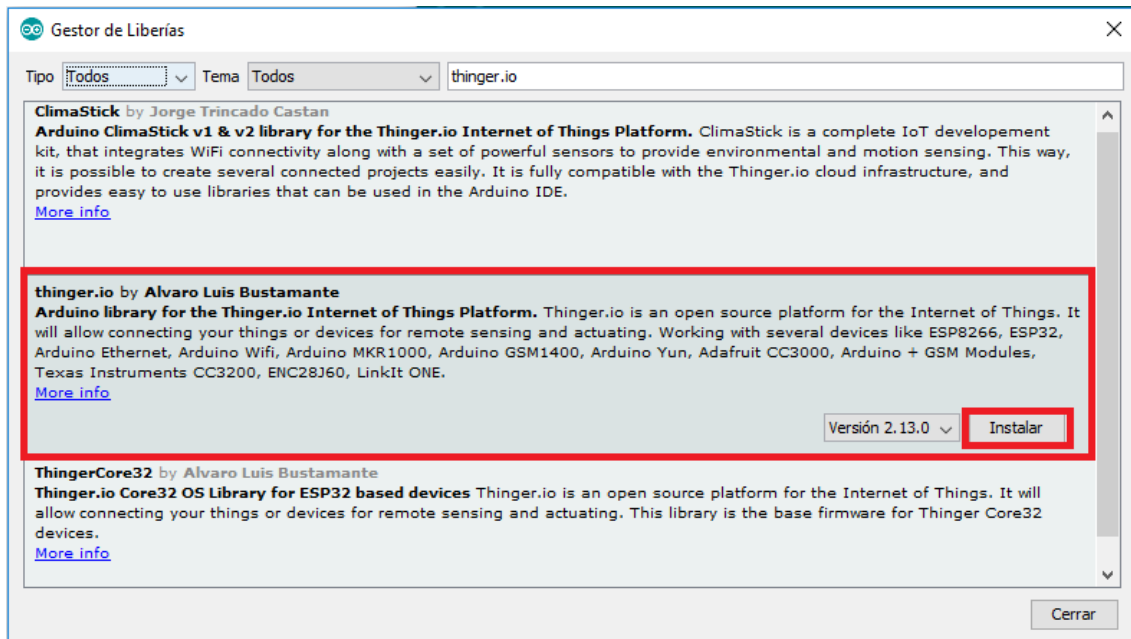 Gestor de Liberías
Tipo Todos Tema Todos thinger.io
ClimaStick by Jorge Trincado Castan
Arduino ClimaStick v1 & v2 library for the Thinger.io Internet of Things Platform. ClimaStick is a complete IoT developement
kit, that integrates WiFi connectivity along with a set of powerful sensors to provide environmental and motion sensing. This way,
it is possible to create several connected projects easily. It is fully compatible with the Thinger.io cloud infrastructure, and
provides easy to use libraries that can be used in the Arduino IDE.
More info
thinger.io by Alvaro Luis Bustamante
Arduino library for the Thinger.io Internet of Things Platform. Thinger.io is an open source platform for the Internet of Things. It
will allow connecting your things or devices for remote sensing and actuating. Working with several devices like ESP8266, ESP32,
Arduino Ethernet, Arduino Wifi, Arduino MKR1000, Arduino GSM1400, Arduino Yun, Adafruit CC3000, Arduino + GSM Modules,
Texas Instruments CC3200, ENC28J60, LinkIt ONE.
More info
Versión 2.13.0 Instalar
ThingerCore32 by Alvaro Luis Bustamante
Thinger.io Core32 OS Library for ESP32 based devices Thinger.io is an open source platform for the Internet of Things. It will
allow connecting your things or devices for remote sensing and actuating. This library is the base firmware for Thinger Core32
devices.
More info
Cerrar